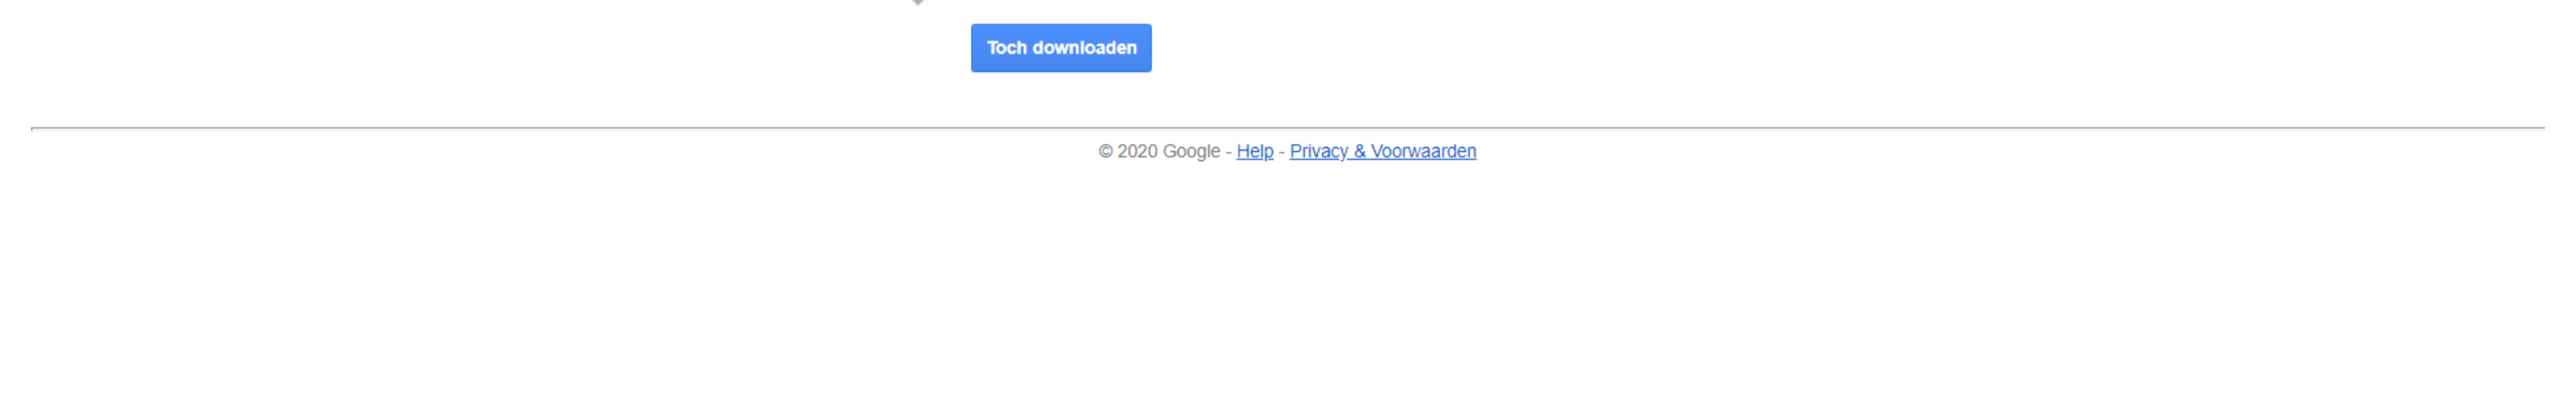 Toch downloaden
© 2020 Google - Help - Privacy & Voorwaarden